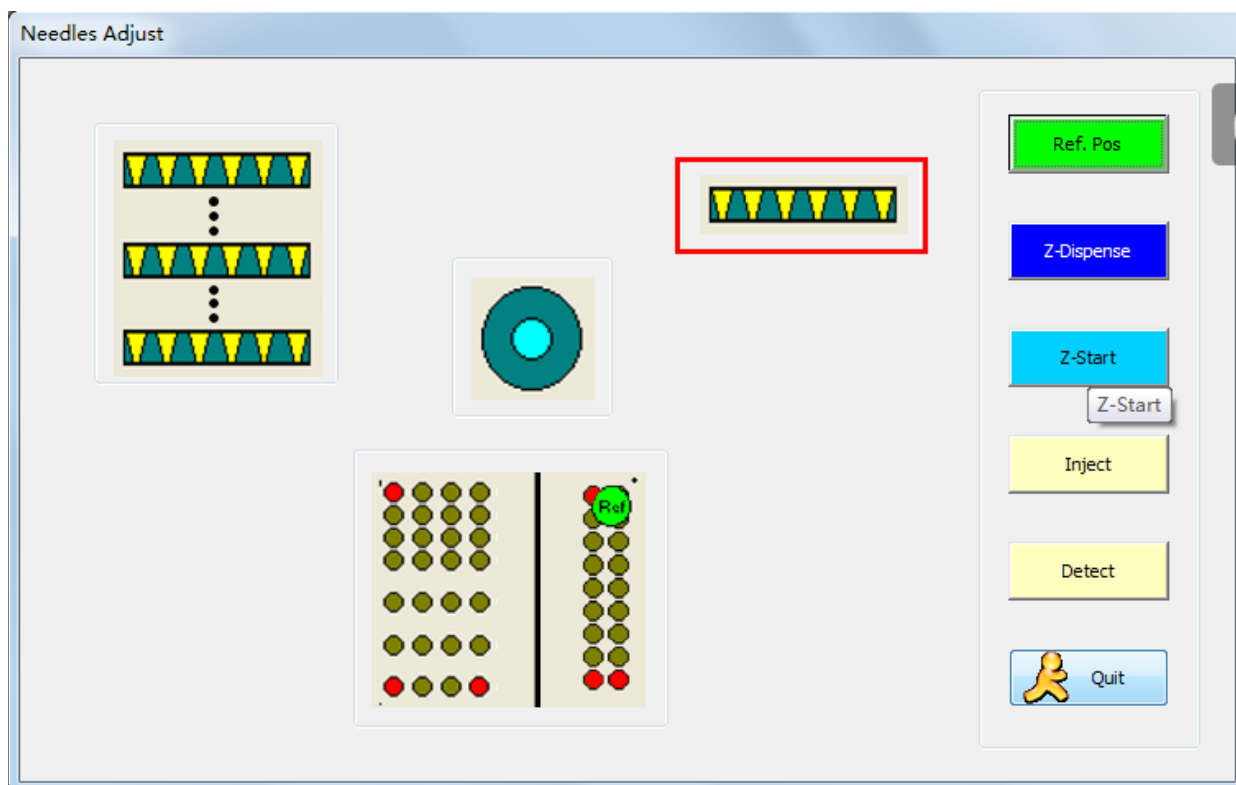 Needles Adjust
Ref. Pos
Z-Dispense
Z-Start
Z-Start
Inject
Detect
Quit
Ref